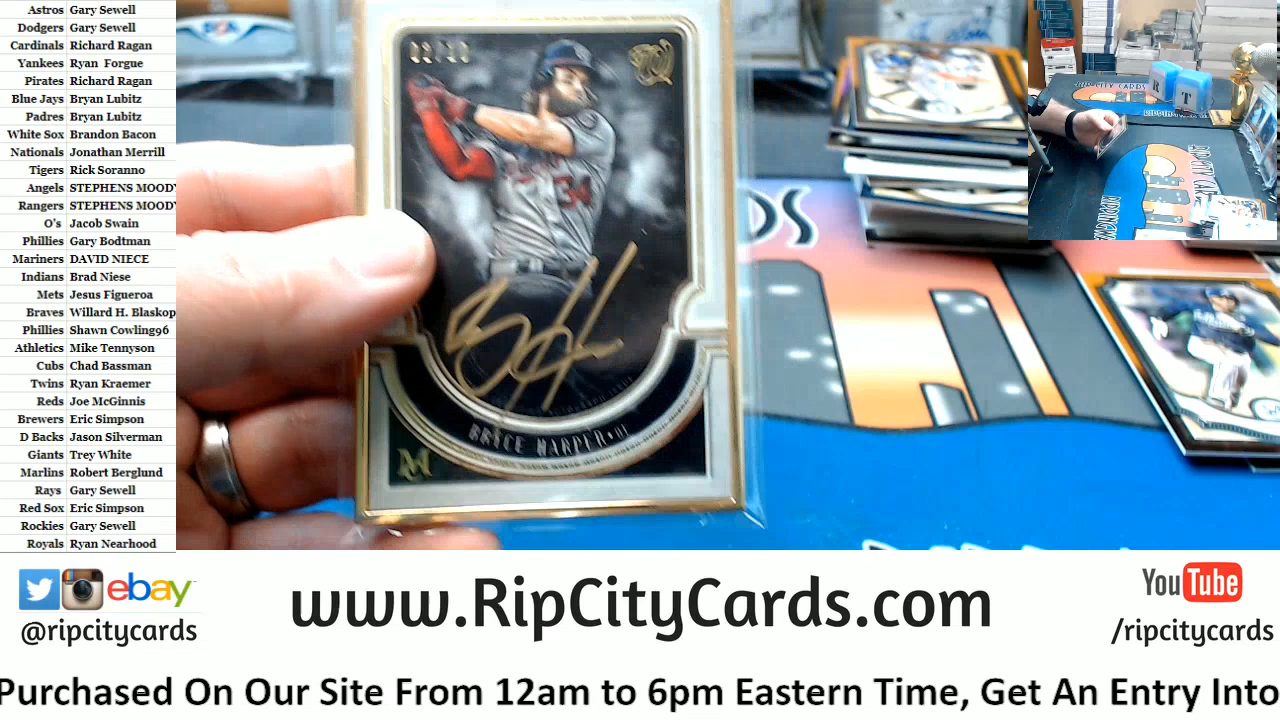 Astros Gary Sewell
Dodgers Gary Sewell
Cardinals Richard Ragan
Yankees Ryan Forgue
Pirates Richard Ragan
Blue Jays Bryan Lubitz
Padres Bryan Lubitz
White Sox Brandon Bacon
Nationals Jonathan Merrill
Tigers Rick Soranno
Angels STEPHENS MOODY
Rangers STEPHENS MOODY
O's Jacob Swain
Phillies Gary Bodtman
Mariners DAVID NIECE
Indians Brad Niese
Mets Jesus Figueroa
Braves Willard H. Blaskop
Phillies Shawn Cowling96
Athletics Mike Tennyson
Cubs Chad Bassman
Twins Ryan Kraemer
Reds Joe McGinnis
Brewers Eric Simpson
D Backs Jason Silverman
Giants Trey White
Marlins Robert Berglund
Rays Gary Sewell
Red Sox Eric Simpson
Rockies Gary Sewell
Royals Ryan Nearhood
34
BRYCE HARPER • OF
M
R T
ebay
@ripcitycards
www.RipCityCards.com
YouTube
/ripcitycards
Purchased On Our Site From 12am to 6pm Eastern Time, Get An Entry Into